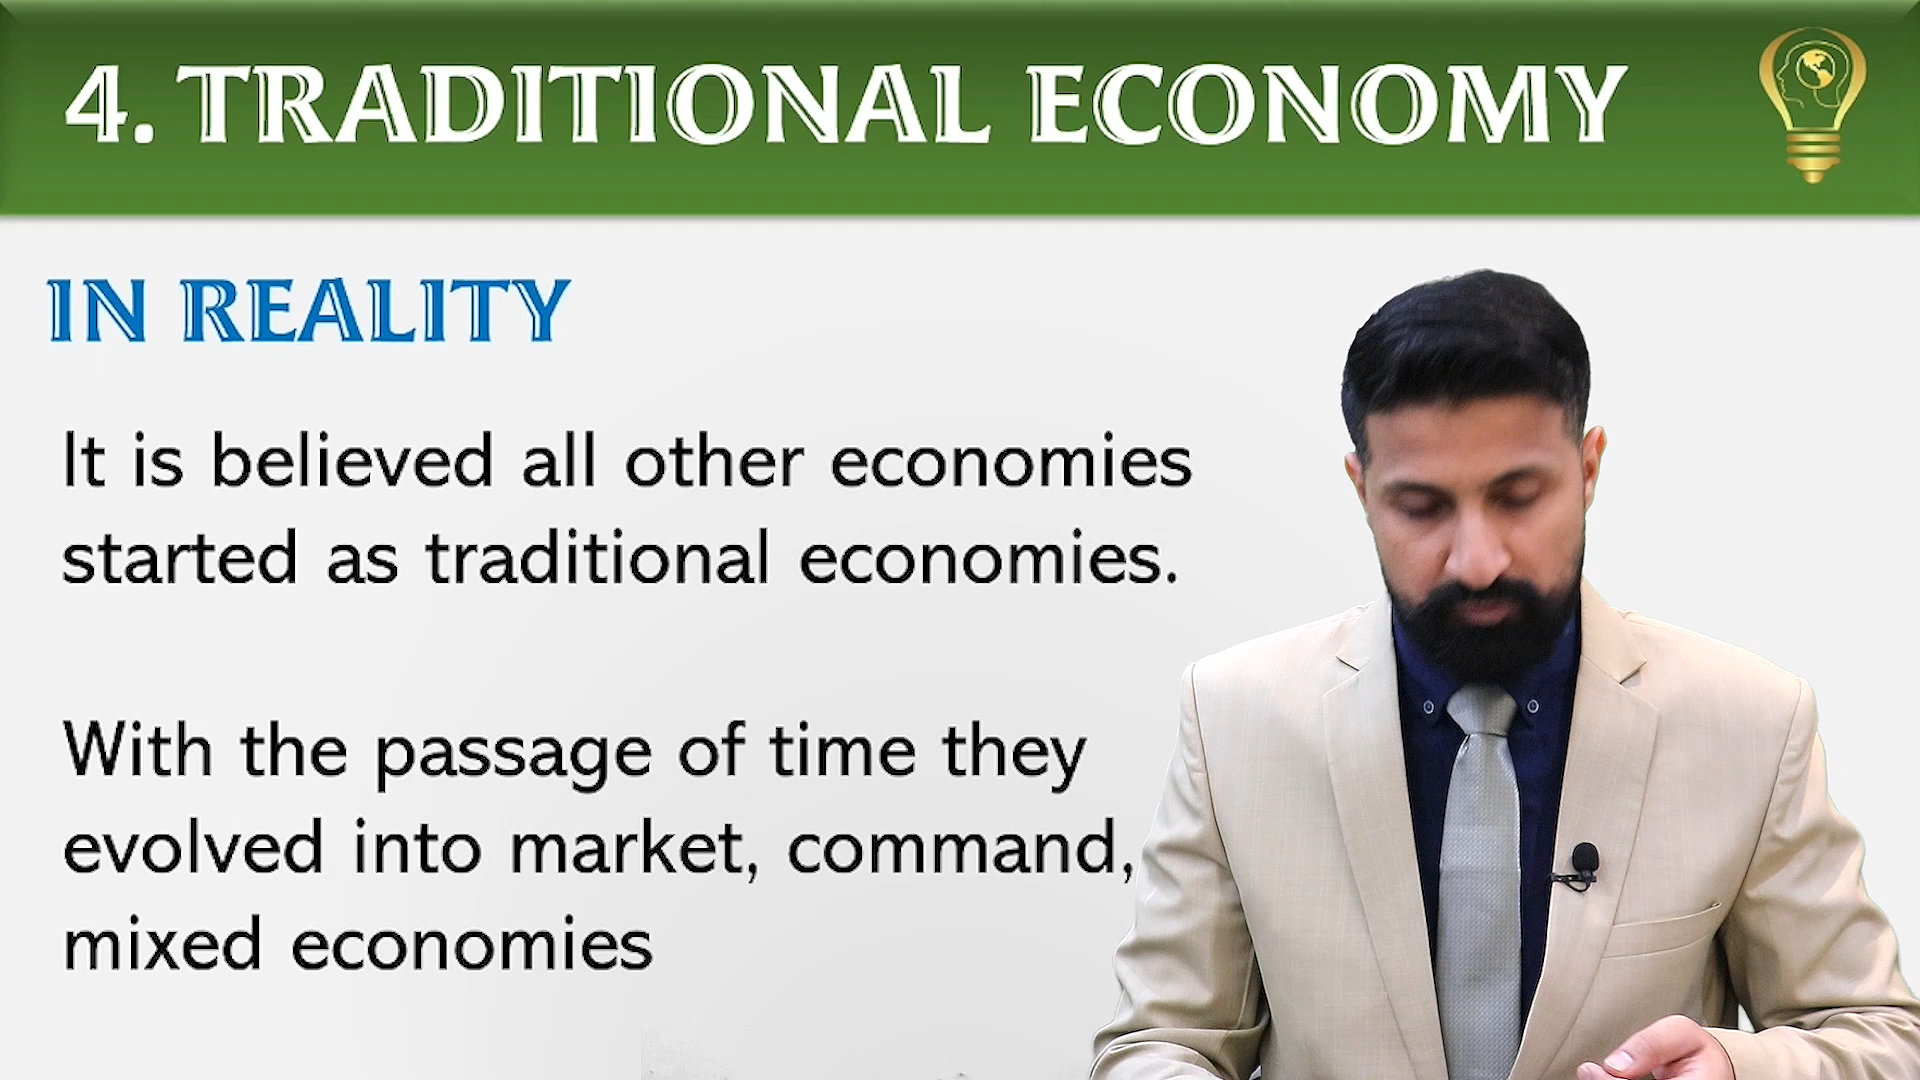 4. TRADITIONAL ECONOMY
IN REALITY
It is believed all other economies
started as traditional economies.
With the passage of time they
evolved into market, command,
mixed economies